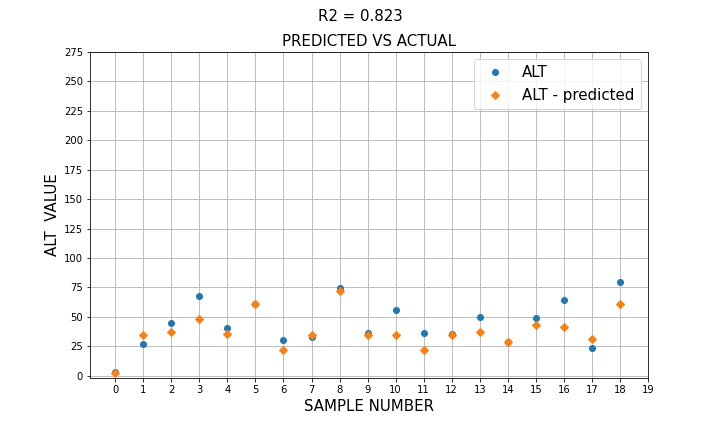 R2 = 0.823
PREDICTED VS ACTUAL
ALT
ALT - predicted
ALT VALUE
275
250
225
200
175
150
125
100
75
50
25
0
0 1 2 3 4 5 6 7 8 9 10 11 12 13 14 15 16 17 18 19
SAMPLE NUMBER